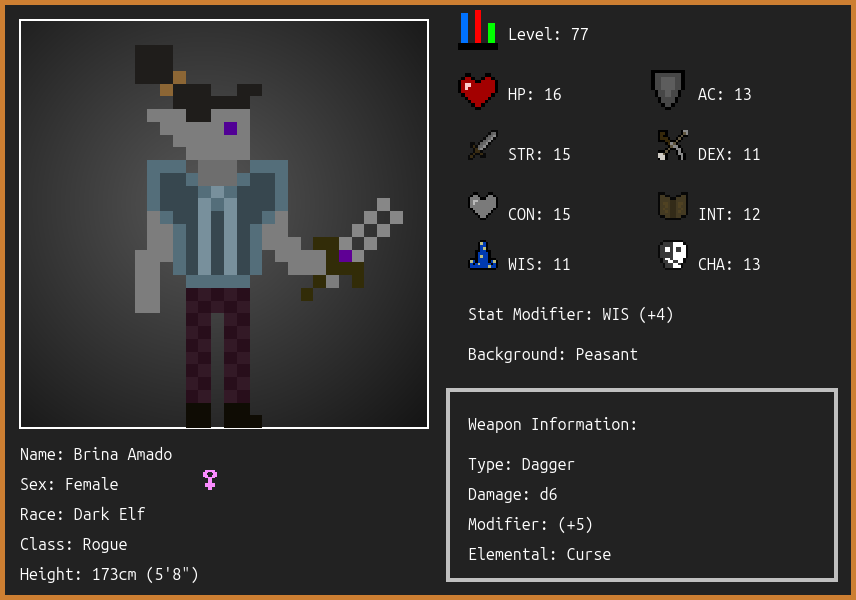 Level: 77
HP: 16
AC: 13
STR: 15
DEX: 11
CON: 15
INT: 12
WIS: 11
CHA: 13
Stat Modifier: WIS (+4)
Background: Peasant
Weapon Information:
Type: Dagger
Damage: d6
Modifier: (+5)
Elemental: Curse
Name: Brina Amado
Sex: Female
Race: Dark Elf
Class: Rogue
Height: 173cm (5'8")